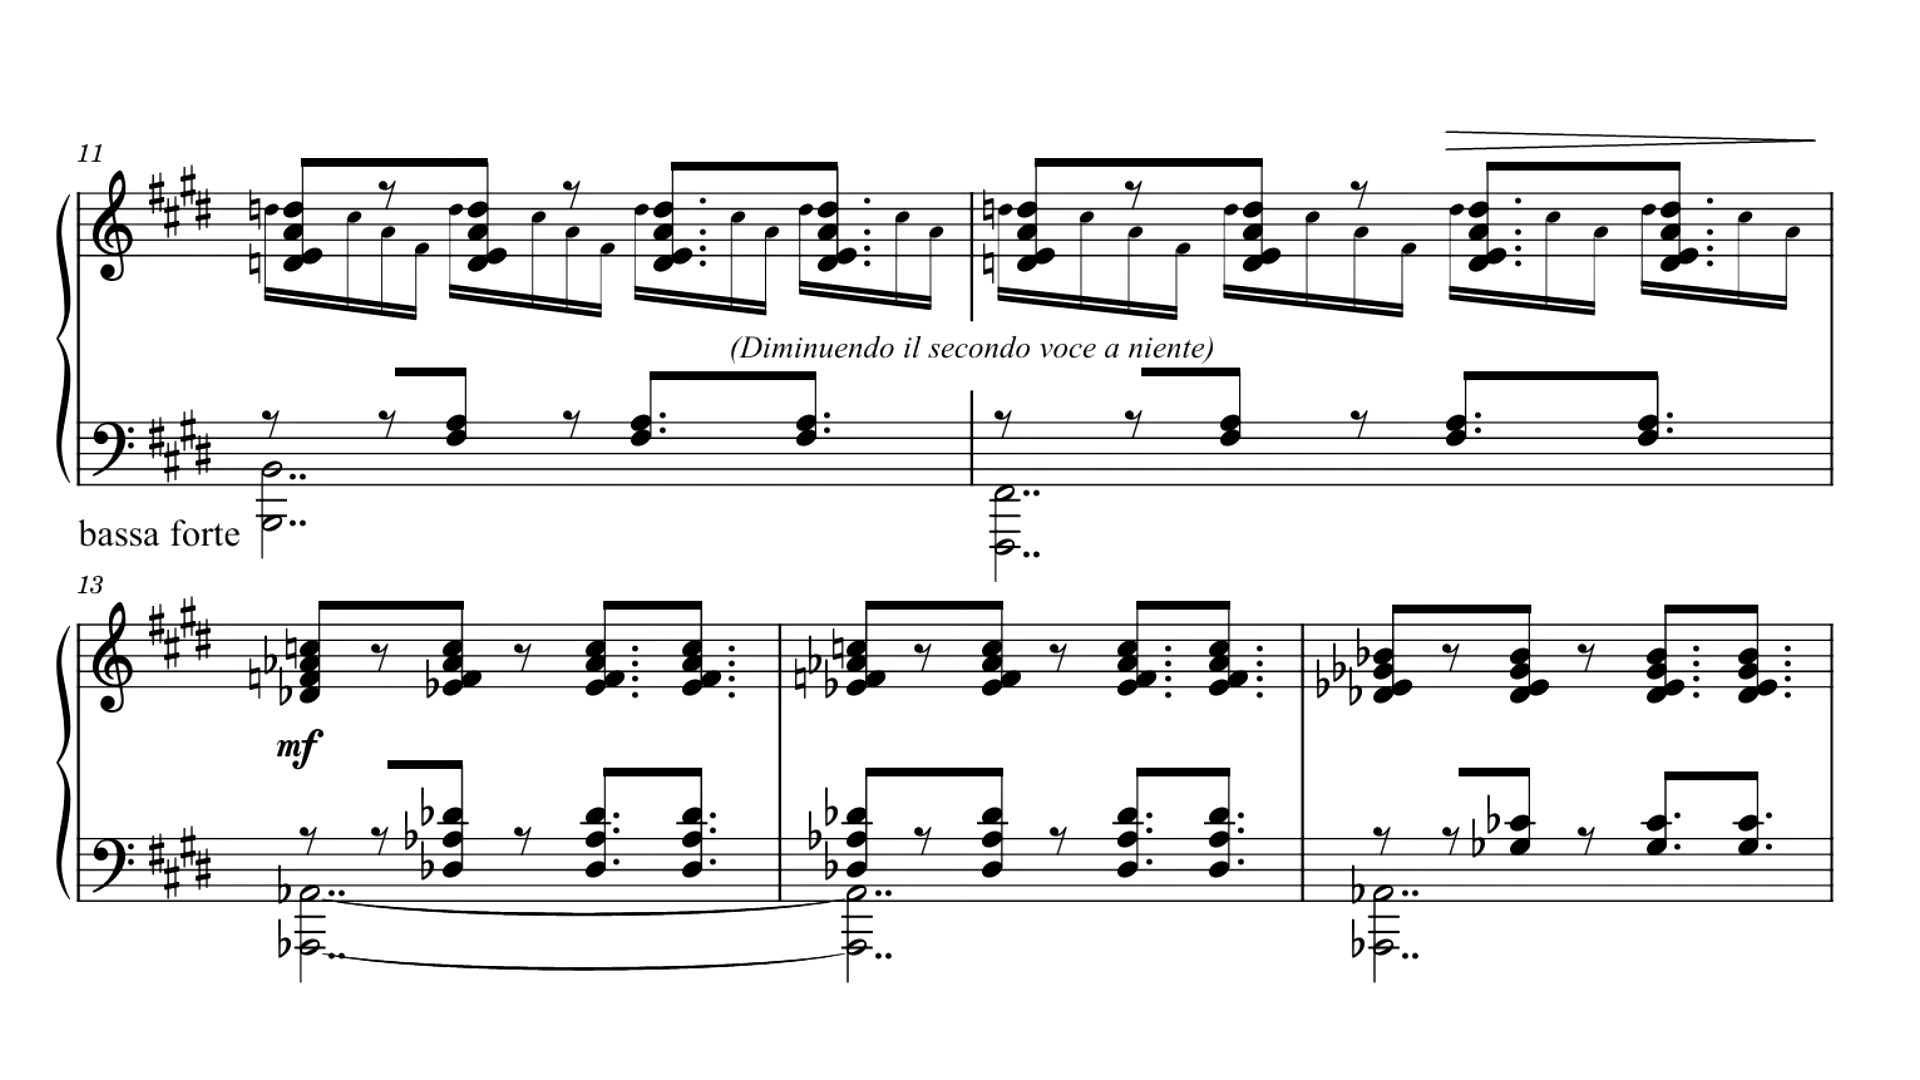 11
(Diminuendo il secondo voce a niente)
bassa forte
13
mf